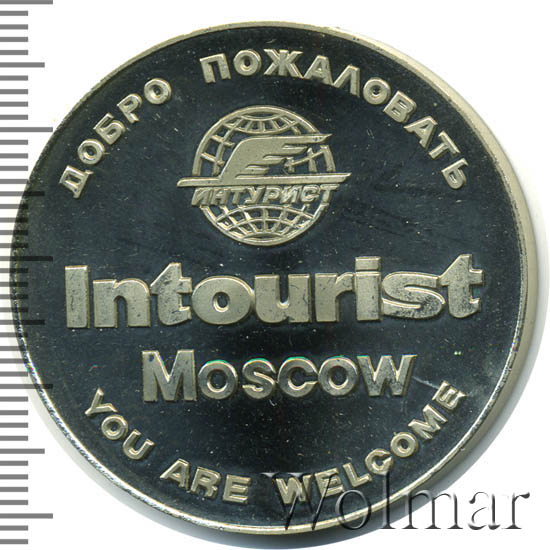 ДОБРО ПОЖАЛОВАТЬ
ИНТУРИСТ
Intourist
MOSCOW
YOU ARE WELCOME
Wolmar